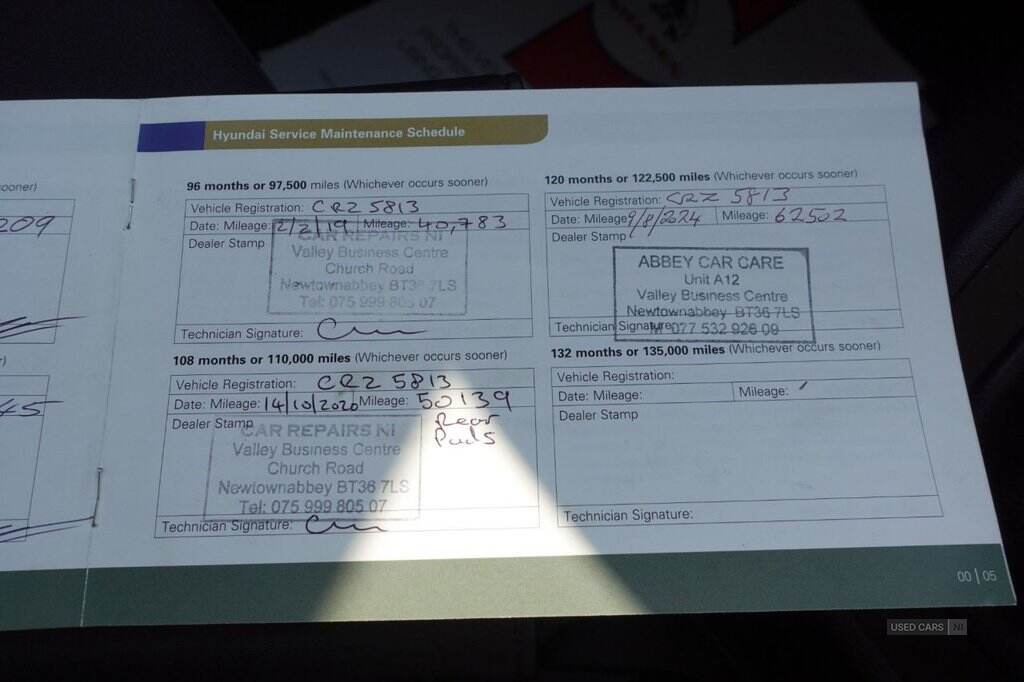 Hyundai Service Maintenance Schedule
ooner)
209
45
96 months or 97,500 miles (Whichever occurs sooner)
Vehicle Registration: CRZ 5813
Date: Mileage: 2/2/19 Mileage: 40,783
Dealer Stamp
CAR REPAIRS NI
Valley Business Centre
Church Road
Newtownabbey BT36 7LS
Tel: 075 999 805 07
Technician Signature:
108 months or 110,000 miles (Whichever occurs sooner)
Vehicle Registration: CRZ 5813
Date: Mileage: 14/10/2020 Mileage: 50139
Dealer Stamp
Rear
Pads
CAR REPAIRS NI
Valley Business Centre
Church Road
Newtownabbey BT36 7LS
Tel: 075 999 805 07
Technician Signature:
120 months or 122,500 miles (Whichever occurs sooner)
Vehicle Registration: CRZ 5813
Date: Mileage: 9/8/2024 Mileage: 62502
Dealer Stamp
ABBEY CAR CARE
Unit A12
Valley Business Centre
Newtownabbey BT36 7LS
M: 077 532 926 09
Technician Signature:
132 months or 135,000 miles (Whichever occurs sooner)
Vehicle Registration:
Date: Mileage: Mileage:
Dealer Stamp
Technician Signature:
00 | 05
USED CARS NI